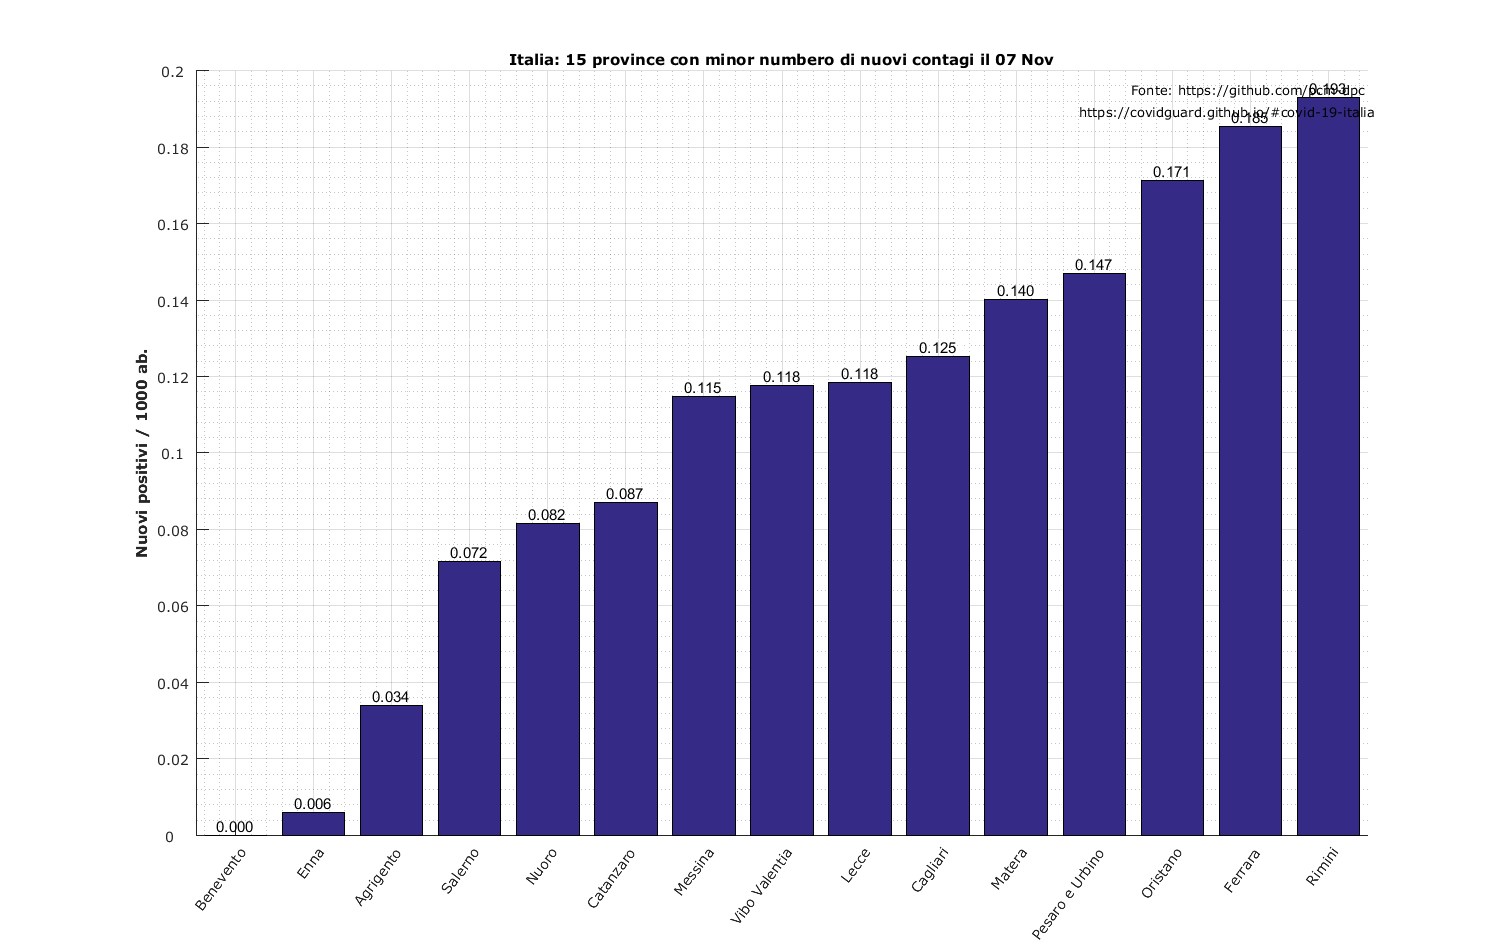 Italia: 15 province con minor numbero di nuovi contagi il 07 Nov
Fonte: https://github.com/pcm-dpc
https://covidguard.github.io/#covid-19-italia
Nuovi positivi / 1000 ab.
0.2
0.18
0.16
0.14
0.12
0.1
0.08
0.06
0.04
0.02
0
0.000
0.006
0.034
0.072
0.082
0.087
0.115
0.118
0.118
0.125
0.140
0.147
0.171
0.185
0.193
Benevento
Enna
Agrigento
Salerno
Nuoro
Catanzaro
Messina
Vibo Valentia
Lecce
Cagliari
Matera
Pesaro e Urbino
Oristano
Ferrara
Rimini